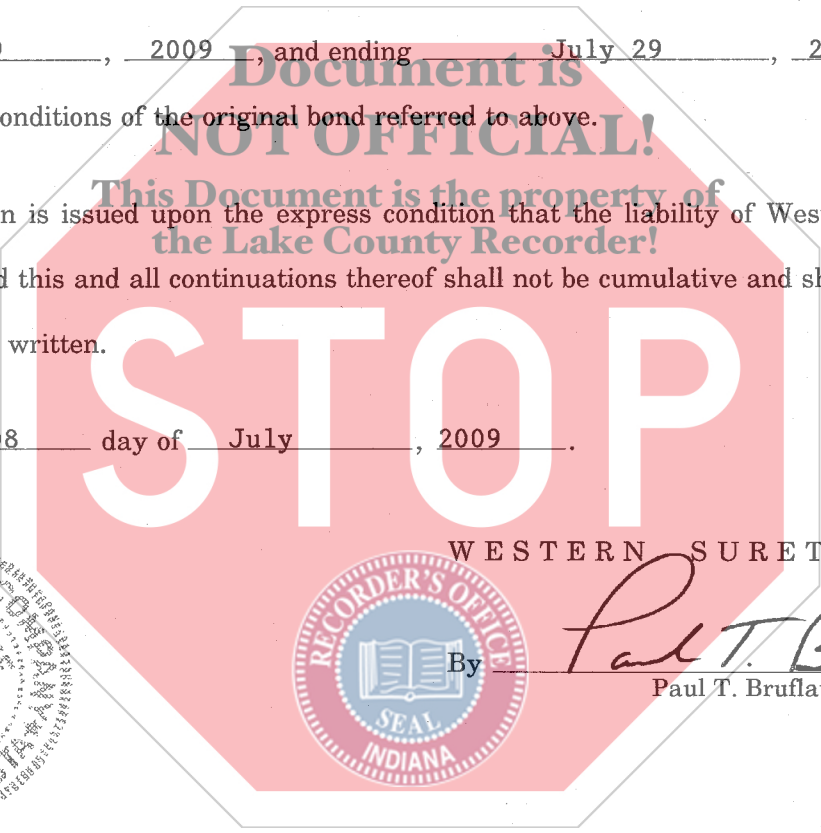 , 2009 , and ending July 29 , 2
Document is
onditions of the original bond referred to above.
NOT OFFICIAL!
This Document is the property of
n is issued upon the express condition that the liability of Wes
the Lake County Recorder!
d this and all continuations thereof shall not be cumulative and sh
STOP
written.
8 day of July , 2009 .
WESTERN SURET
RECORDER'S OFFICE
SEAL
INDIANA
By Paul T. B
Paul T. Brufla